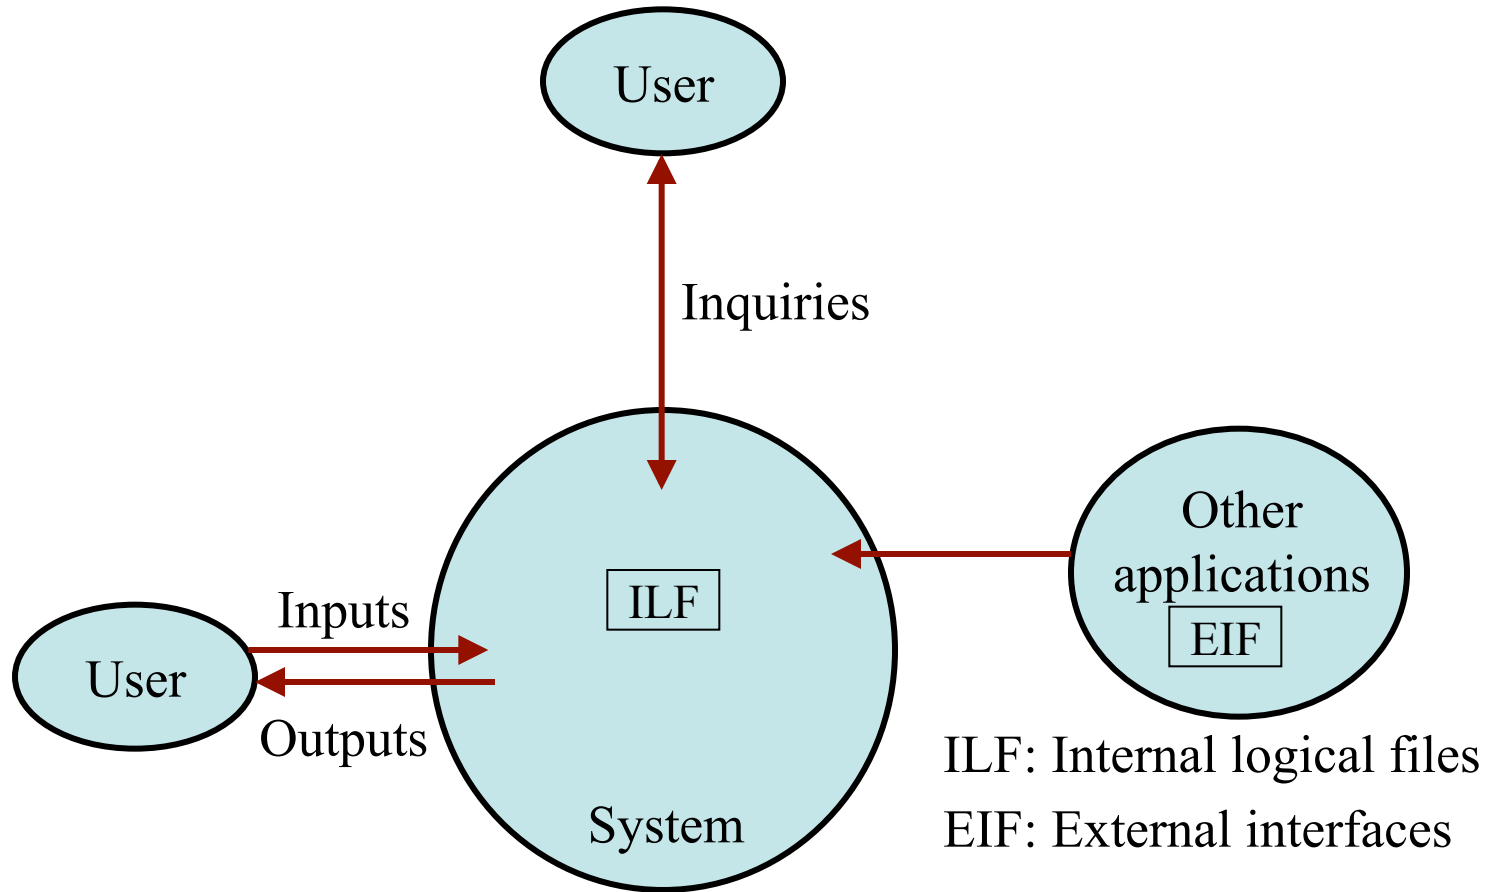 User
Inquiries
Other
applications
EIF
ILF
Inputs
User
Outputs
System
ILF: Internal logical files
EIF: External interfaces